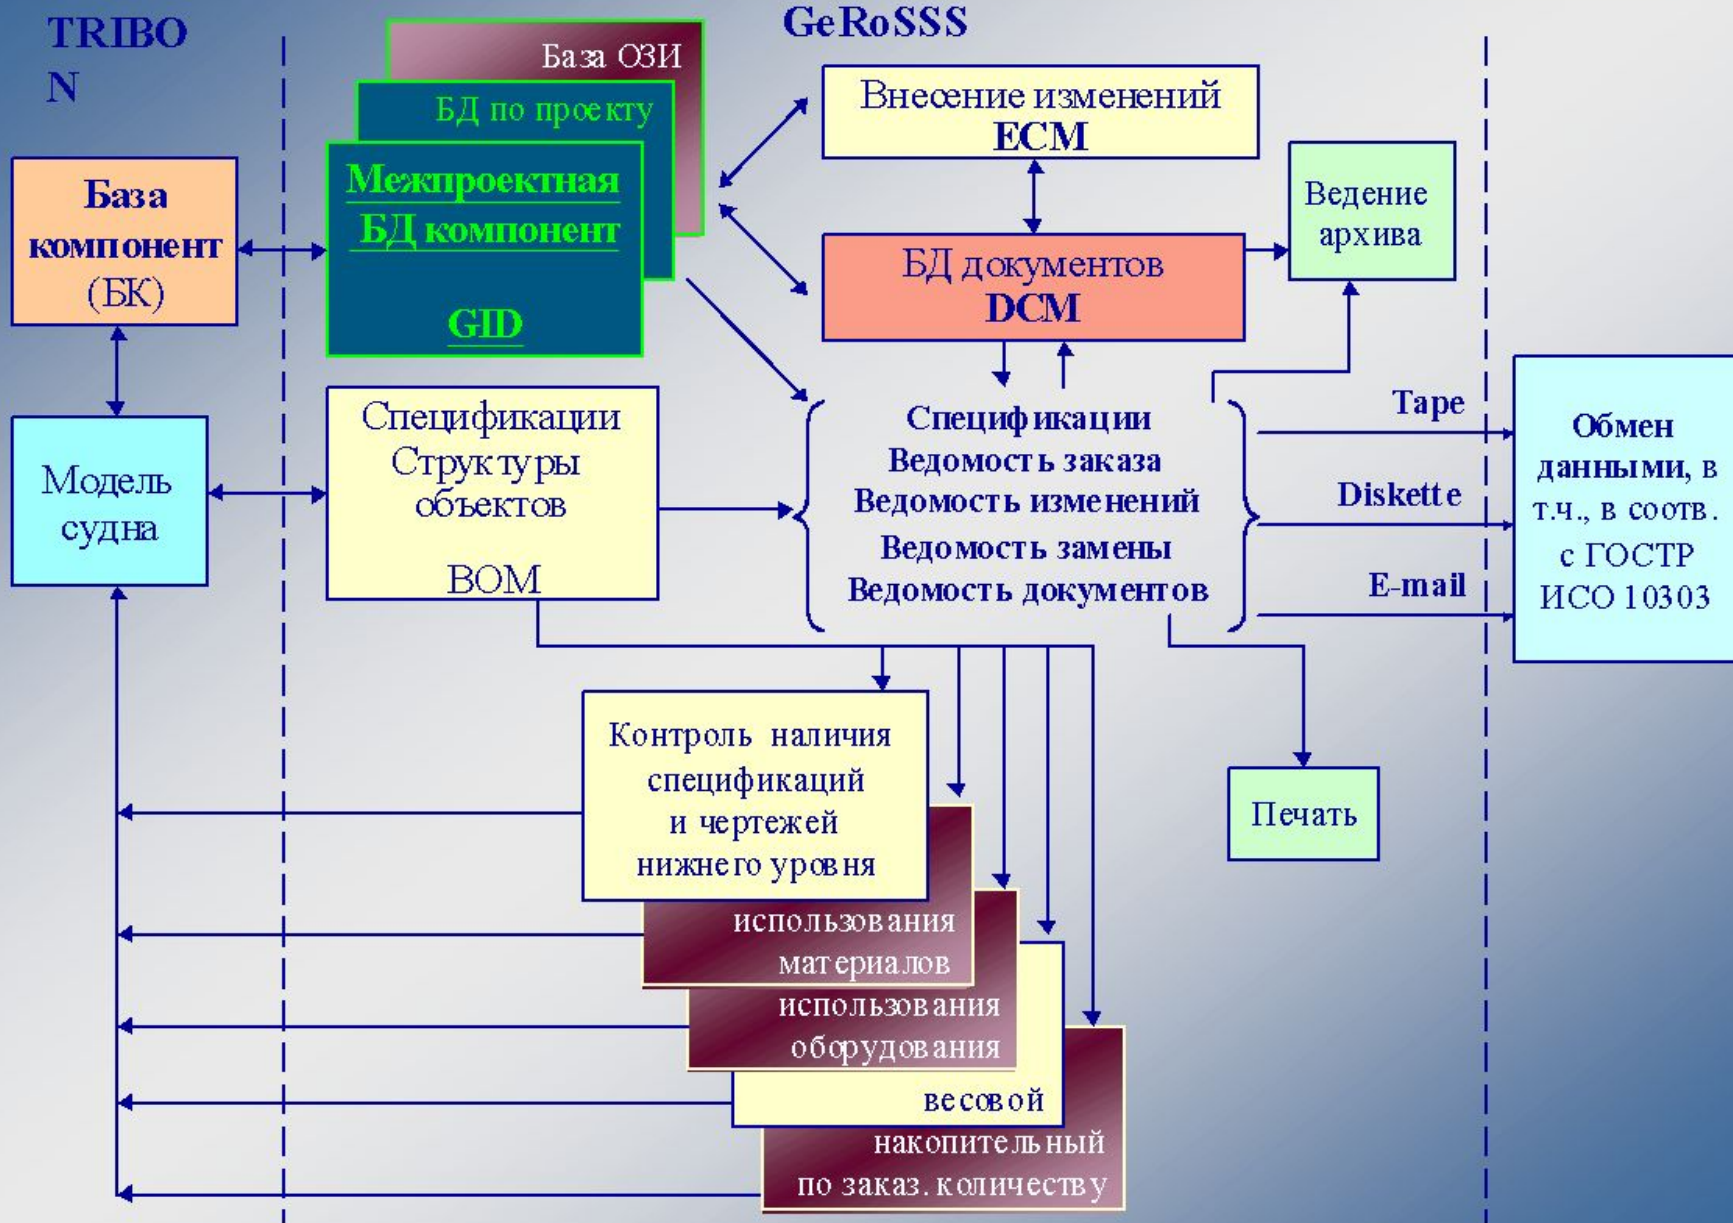 TRIBO
N
GeRoSSS
База ОЗИ
БД по проекту
Межпроектная
БД компонент
GID
База
компонент
(БК)
Модель
судна
Спецификации
Структуры
объектов
BOM
Внесение изменений
ECM
БД документов
DCM
Ведение
архива
Спецификации
Ведомость заказа
Ведомость изменений
Ведомость замены
Ведомость документов
Tape
Diskette
E-mail
Обмен
данными, в
т.ч., в соотв.
с ГОСТР
ИСО 10303
Контроль наличия
спецификаций
и чертежей
нижнего уровня
использования
материалов
использования
оборудования
весовой
накопительный
по заказ. количеству
Печать